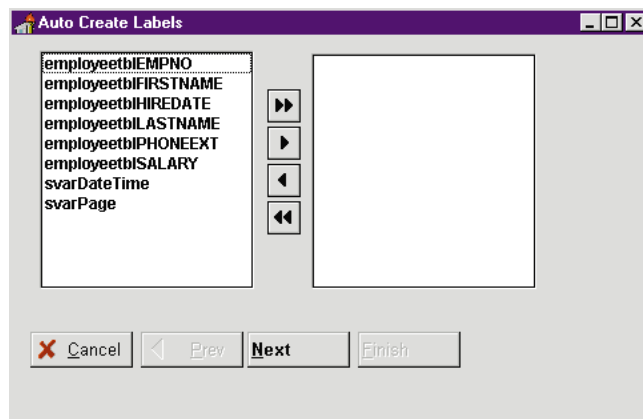 Auto Create Labels
employeetblEMPNO
employeetblFIRSTNAME
employeetblHIREDATE
employeetblLASTNAME
employeetblPHONEEXT
employeetblSALARY
svarDateTime
svarPage
Cancel Prev Next Finish